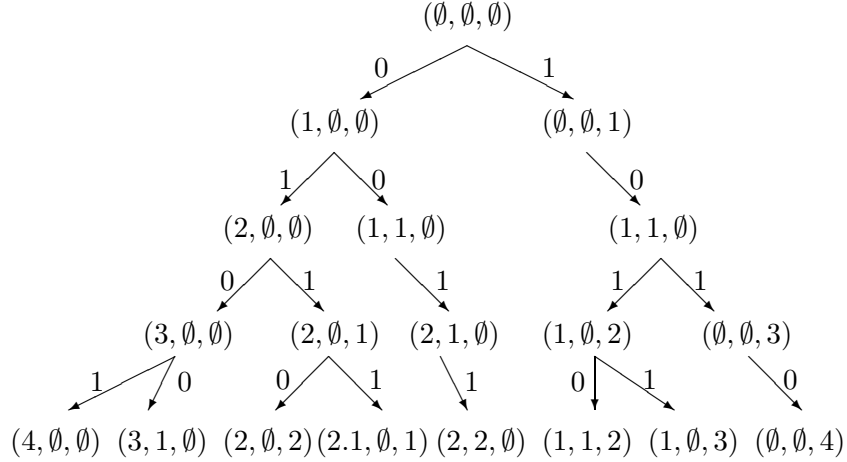 (∅, ∅, ∅)
0 1
(1, ∅, ∅) (∅, ∅, 1)
1 0 0
(2, ∅, ∅) (1, 1, ∅) (1, 1, ∅)
0 1 1 1 1
(3, ∅, ∅) (2, ∅, 1) (2, 1, ∅) (1, ∅, 2) (∅, ∅, 3)
1 0 0 1 1 0 1 0
(4, ∅, ∅) (3, 1, ∅) (2, ∅, 2) (2.1, ∅, 1) (2, 2, ∅) (1, 1, 2) (1, ∅, 3) (∅, ∅, 4)